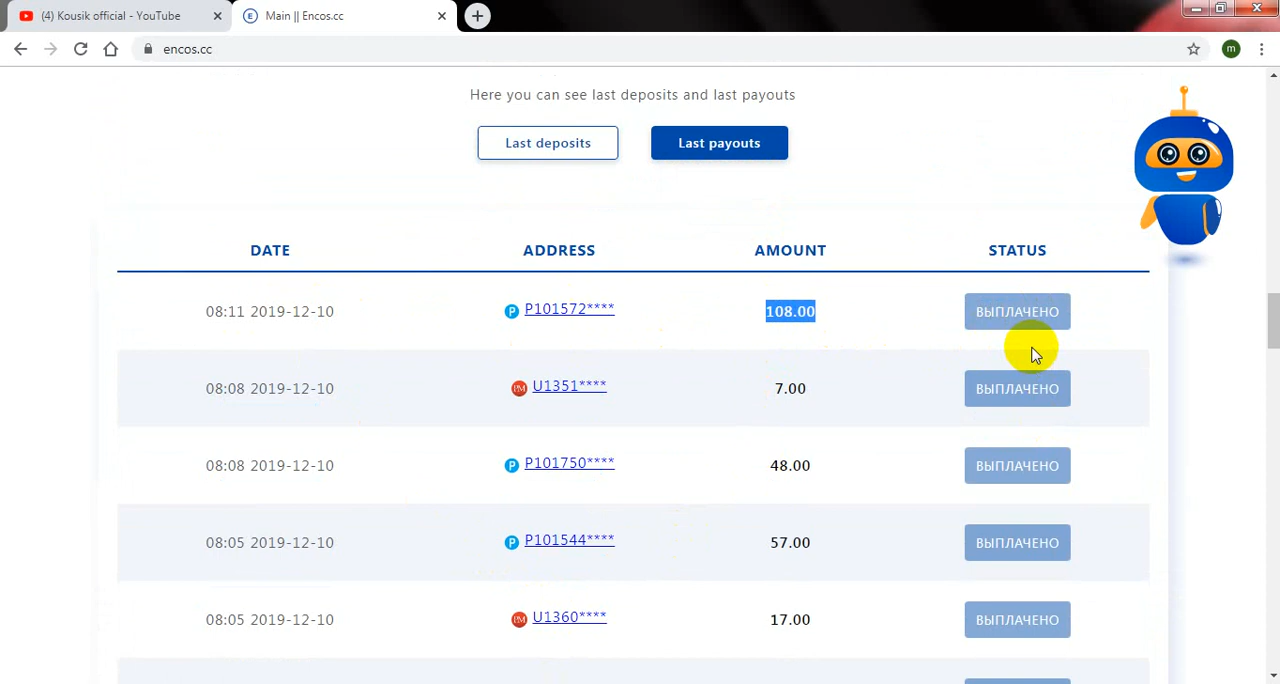 (4) Kousik official - YouTube
Main || Encos.cc
encos.cc
m
Here you can see last deposits and last payouts
Last deposits
Last payouts
DATE ADDRESS AMOUNT STATUS
08:11 2019-12-10 P P101572**** 108.00 ВЫПЛАЧЕНО
08:08 2019-12-10 PM U1351**** 7.00 ВЫПЛАЧЕНО
08:08 2019-12-10 P P101750**** 48.00 ВЫПЛАЧЕНО
08:05 2019-12-10 P P101544**** 57.00 ВЫПЛАЧЕНО
08:05 2019-12-10 PM U1360**** 17.00 ВЫПЛАЧЕНО